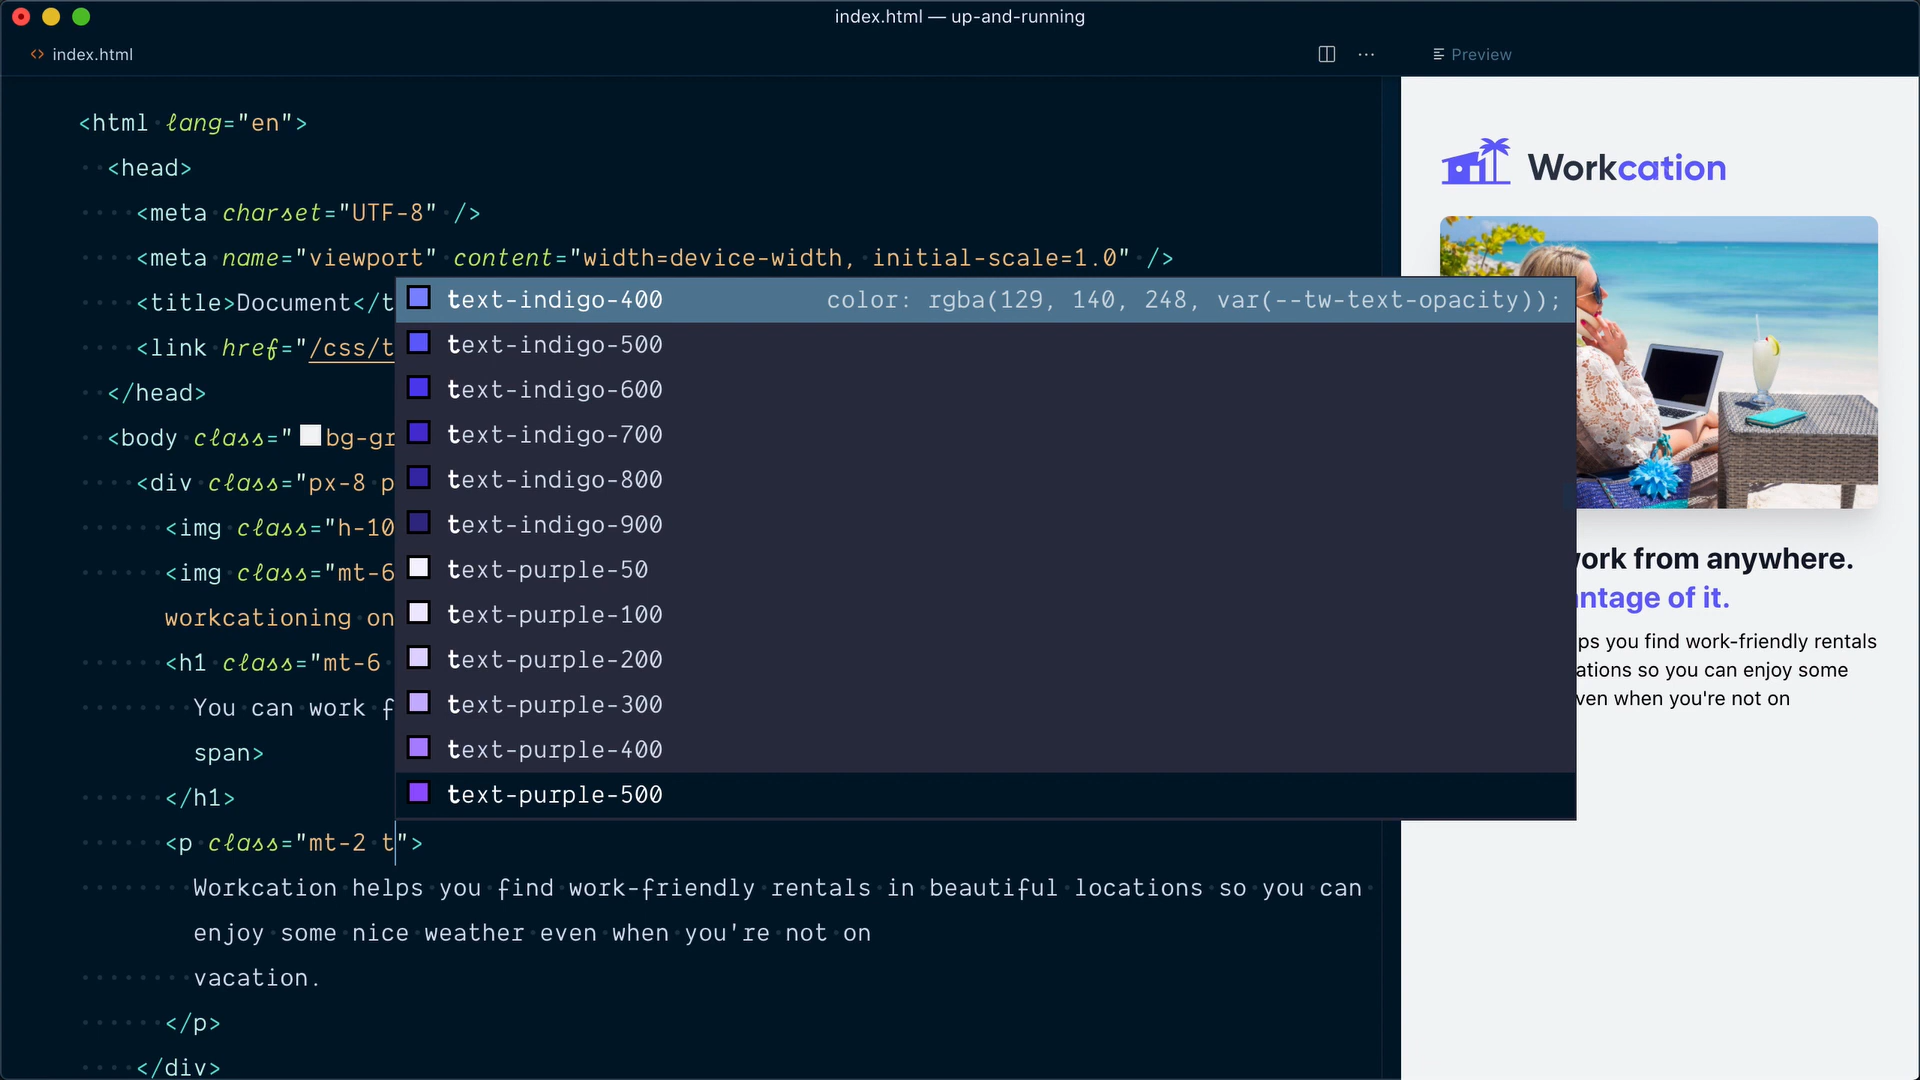 index.html — up-and-running
index.html
Preview
<html lang="en">
<head>
<meta charset="UTF-8" />
<meta name="viewport" content="width=device-width, initial-scale=1.0" />
<title>Document</t
<link href="/css/t
</head>
<body class="bg-gr
<div class="px-8 p
<img class="h-10
<img class="mt-6
workcationing on
<h1 class="mt-6
You can work f
span>
</h1>
<p class="mt-2 t">
Workcation helps you find work-friendly rentals in beautiful locations so you can
enjoy some nice weather even when you're not on
vacation.
</p>
</div>
text-indigo-400 color: rgba(129, 140, 248, var(--tw-text-opacity));
text-indigo-500
text-indigo-600
text-indigo-700
text-indigo-800
text-indigo-900
text-purple-50
text-purple-100
text-purple-200
text-purple-300
text-purple-400
text-purple-500
Workcation
ork from anywhere.
ntage of it.
ps you find work-friendly rentals
ations so you can enjoy some
ven when you're not on